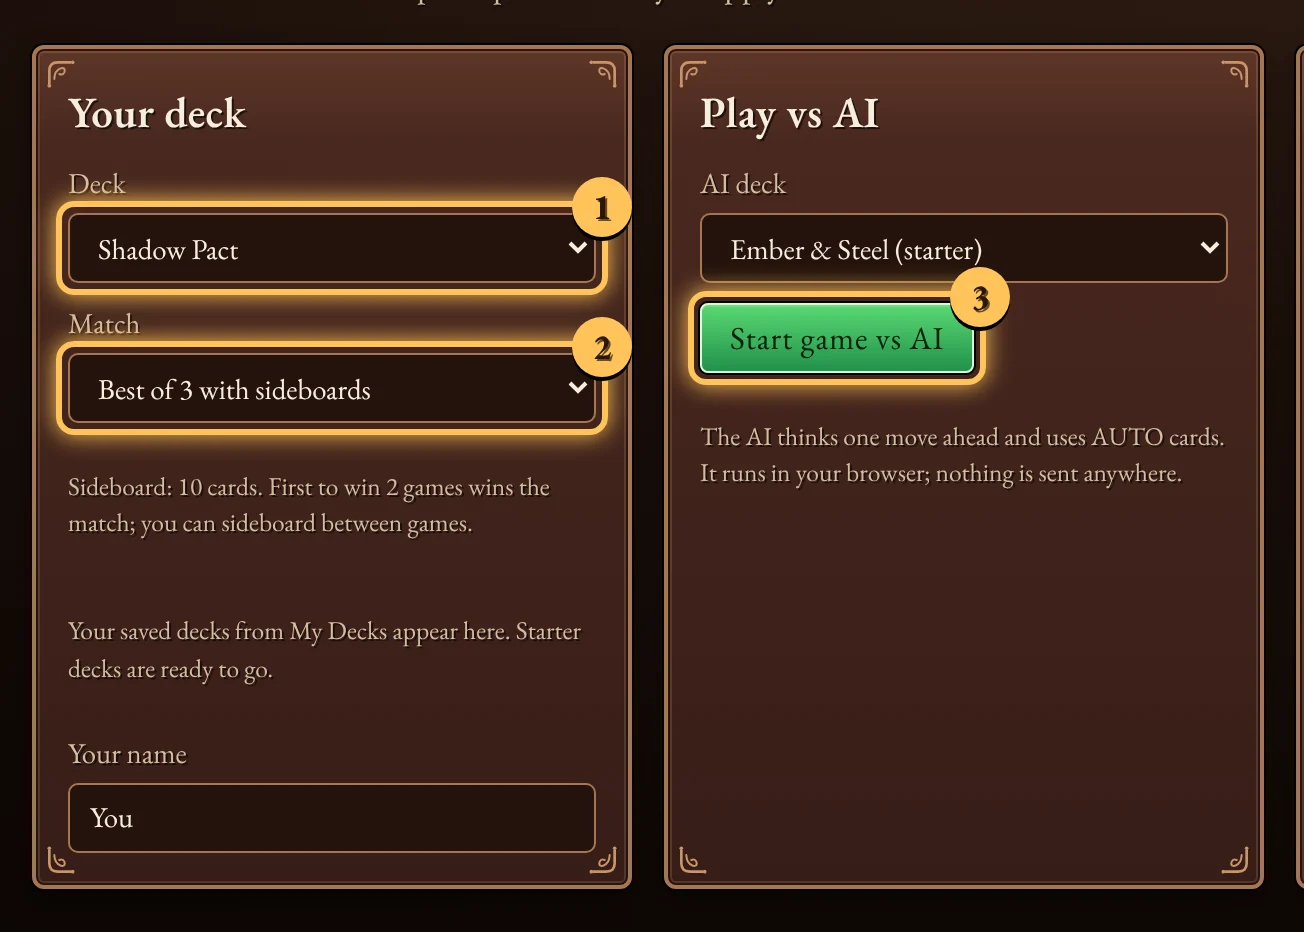 Your deck
Deck
1
Shadow Pact
Match
2
Best of 3 with sideboards
Sideboard: 10 cards. First to win 2 games wins the
match; you can sideboard between games.
Your saved decks from My Decks appear here. Starter
decks are ready to go.
Your name
You
Play vs AI
AI deck
Ember & Steel (starter)
3
Start game vs AI
The AI thinks one move ahead and uses AUTO cards.
It runs in your browser; nothing is sent anywhere.